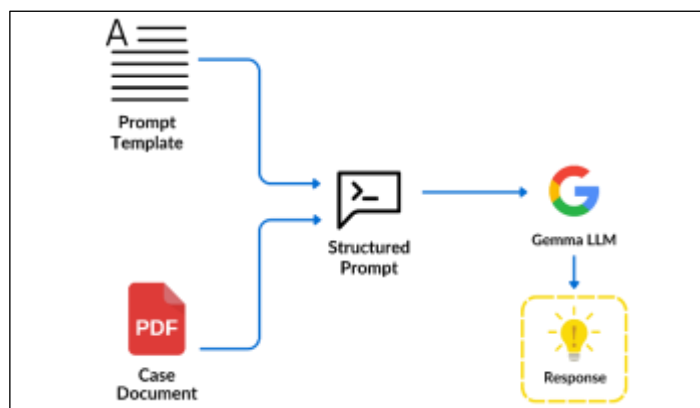 A
Prompt
Template
>_
Structured
Prompt
G
Gemma LLM
PDF
Case
Document
Response